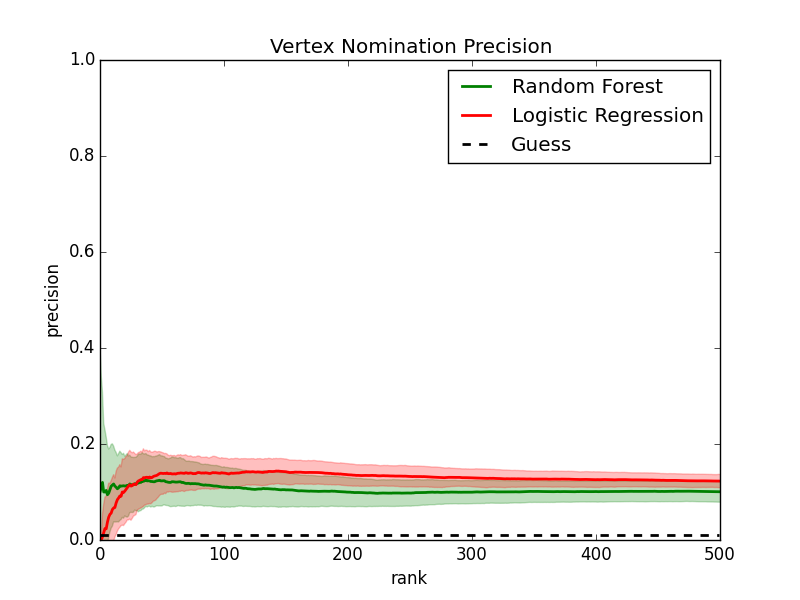 Vertex Nomination Precision
1.0
0.8
0.6
0.4
0.2
0.0
precision
Random Forest
Logistic Regression
Guess
0 100 200 300 400 500
rank